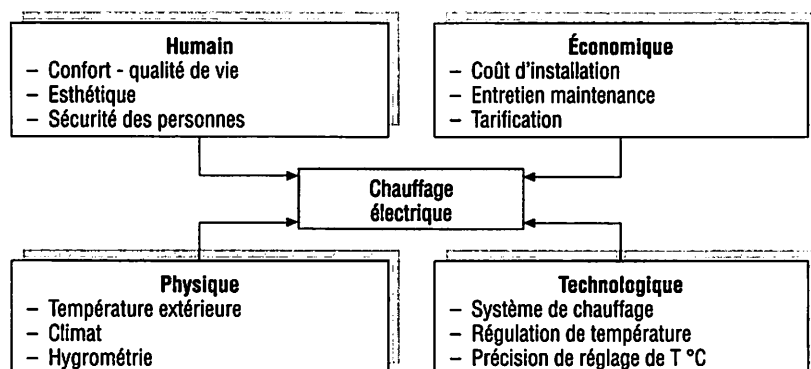 Humain
– Confort - qualité de vie
– Esthétique
– Sécurité des personnes
Économique
– Coût d'installation
– Entretien maintenance
– Tarification
Chauffage
électrique
Physique
– Température extérieure
– Climat
– Hygrométrie
Technologique
– Système de chauffage
– Régulation de température
– Précision de réglage de T °C